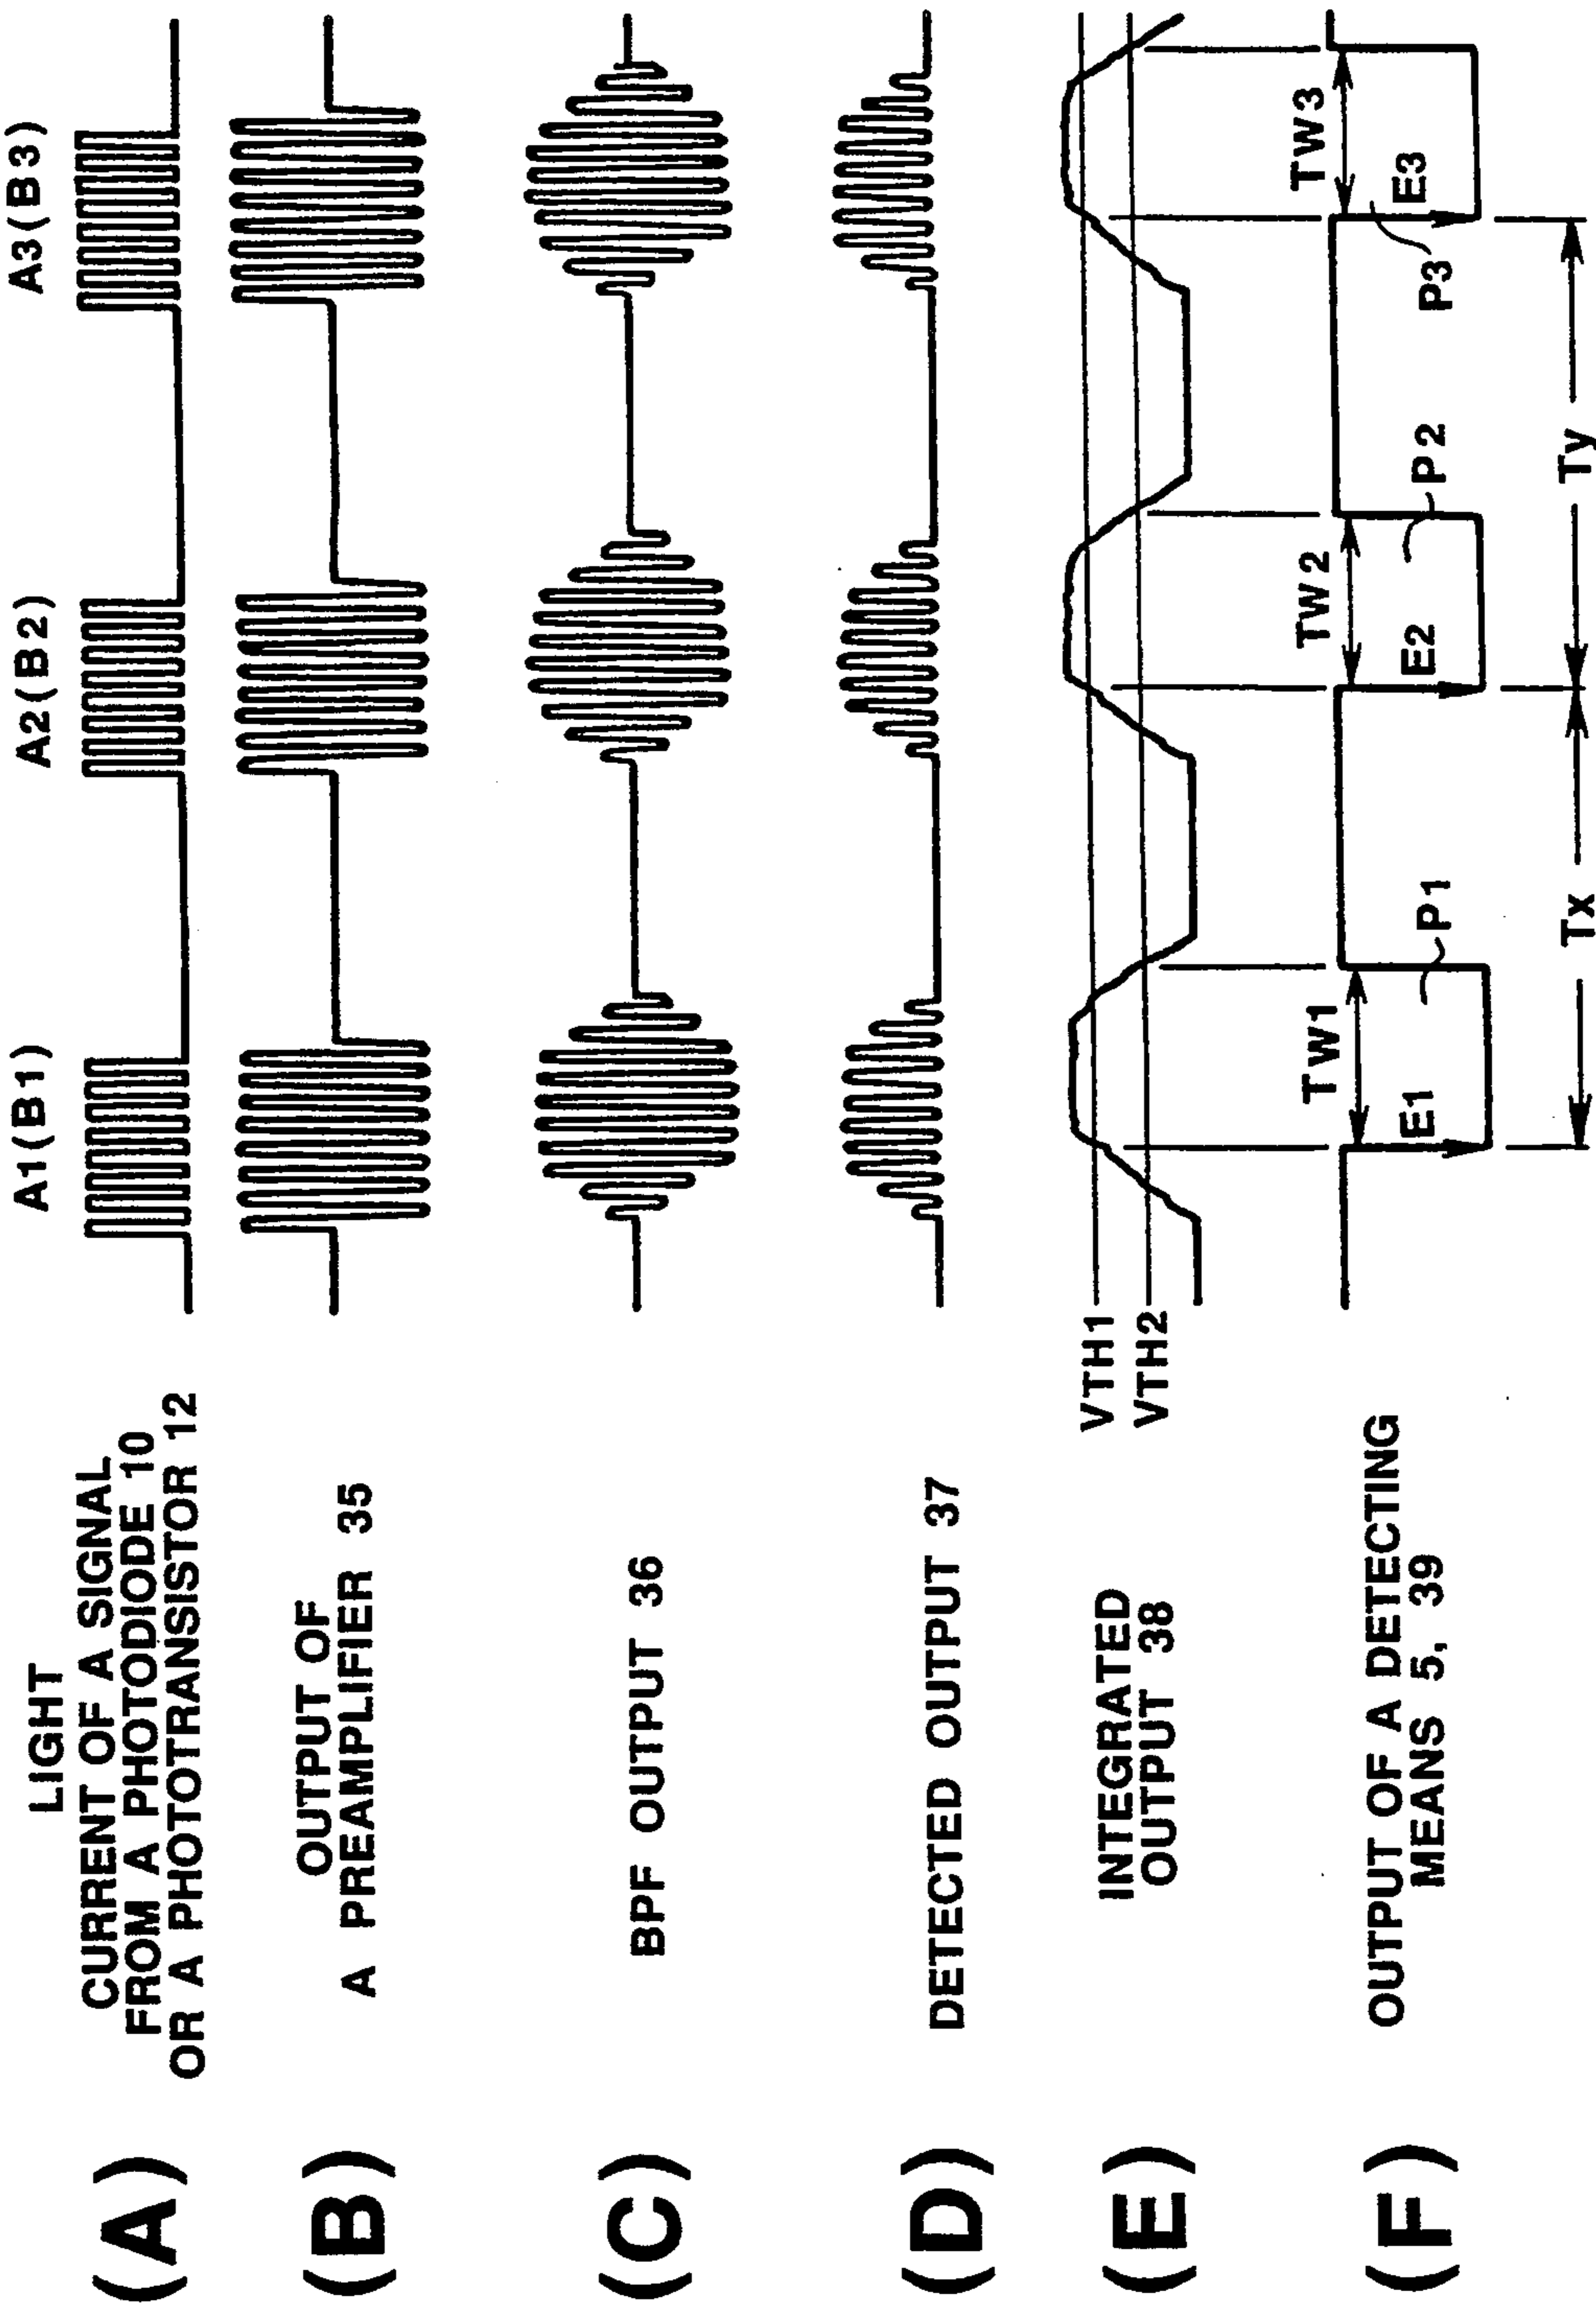 A1(B1)
A2(B2)
A3(B3)
(A)
LIGHT
CURRENT OF A SIGNAL
FROM A PHOTODIODE 10
OR A PHOTOTRANSISTOR 12
(B)
OUTPUT OF
A PREAMPLIFIER 35
(C)
BPF OUTPUT 36
(D)
DETECTED OUTPUT 37
(E)
INTEGRATED
OUTPUT 38
VTH1
VTH2
(F)
OUTPUT OF A DETECTING
MEANS 5, 39
TW1
TW2
TW3
E1
P1
E2
P2
P3
E3
Tx
Ty